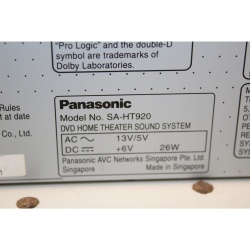 "Pro Logic" and the double-D
symbol are trademarks of
Dolby Laboratories.
Rules
at date
Co., Ltd.
Panasonic
Model No. SA-HT920
DVD HOME THEATER SOUND SYSTEM
AC 13V/5V
DC +6V 26W
Panasonic AVC Networks Singapore Pte. Ltd.
Singapore Made in Singapore